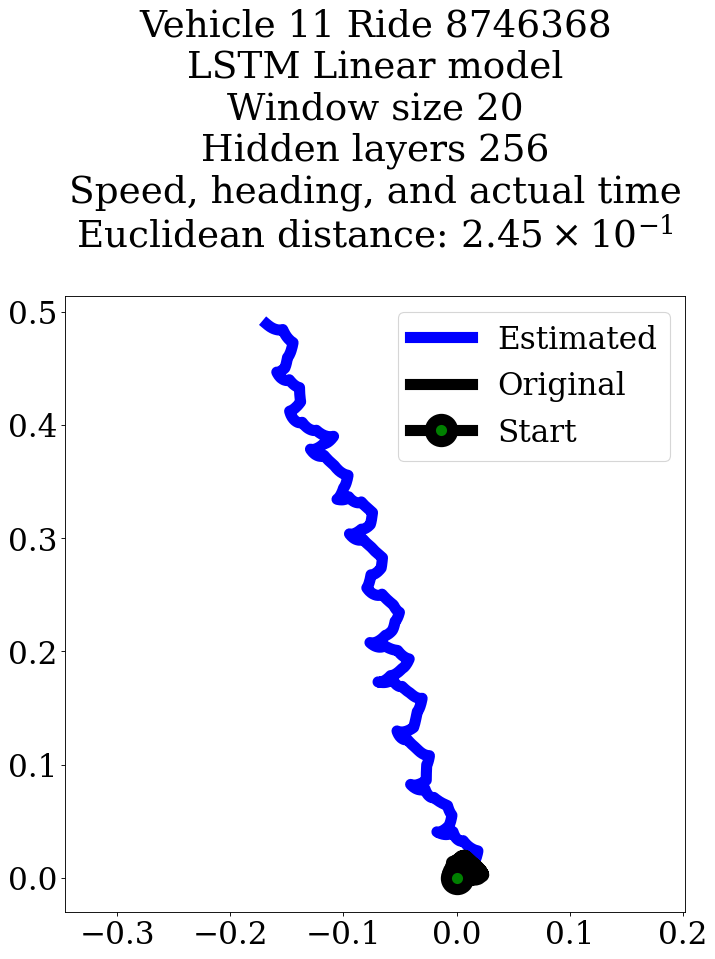 Vehicle 11 Ride 8746368
LSTM Linear model
Window size 20
Hidden layers 256
Speed, heading, and actual time
Euclidean distance: 2.45 × 10⁻¹
0.5
Estimated
Original
0.4
Start
0.3
0.2
0.1
0.0
−0.3 −0.2 −0.1 0.0 0.1 0.2